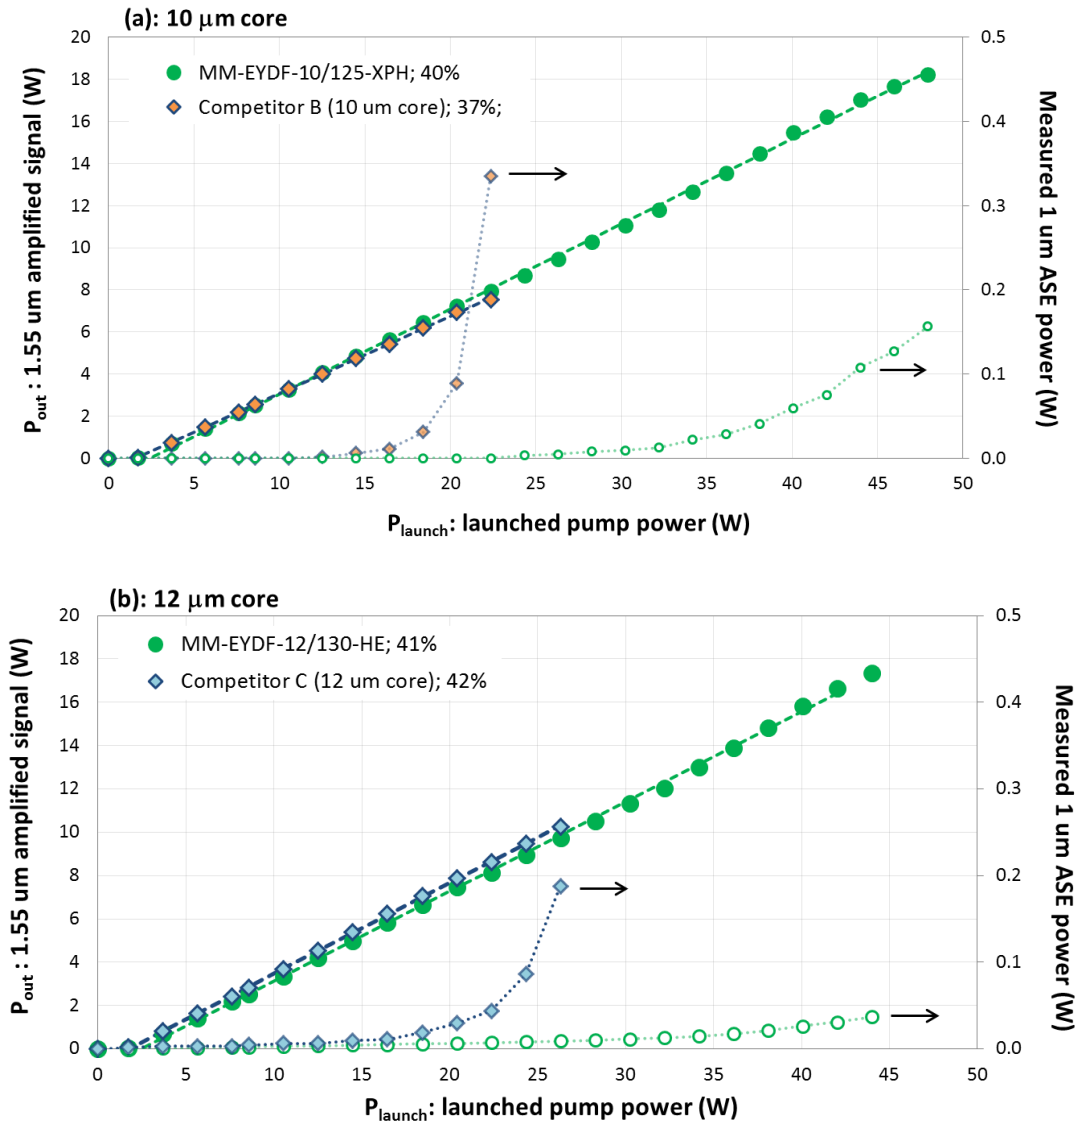 (a): 10 μm core
MM-EYDF-10/125-XPH; 40%
Competitor B (10 um core); 37%;
Pout : 1.55 um amplified signal (W)
20
18
16
14
12
10
8
6
4
2
0
0.5
0.4
0.3
0.2
0.1
0.0
Measured 1 um ASE power (W)
0 5 10 15 20 25 30 35 40 45 50
Plaunch: launched pump power (W)
(b): 12 μm core
MM-EYDF-12/130-HE; 41%
Competitor C (12 um core); 42%
Pout : 1.55 um amplified signal (W)
20
18
16
14
12
10
8
6
4
2
0
0.5
0.4
0.3
0.2
0.1
0.0
Measured 1 um ASE power (W)
0 5 10 15 20 25 30 35 40 45 50
Plaunch: launched pump power (W)